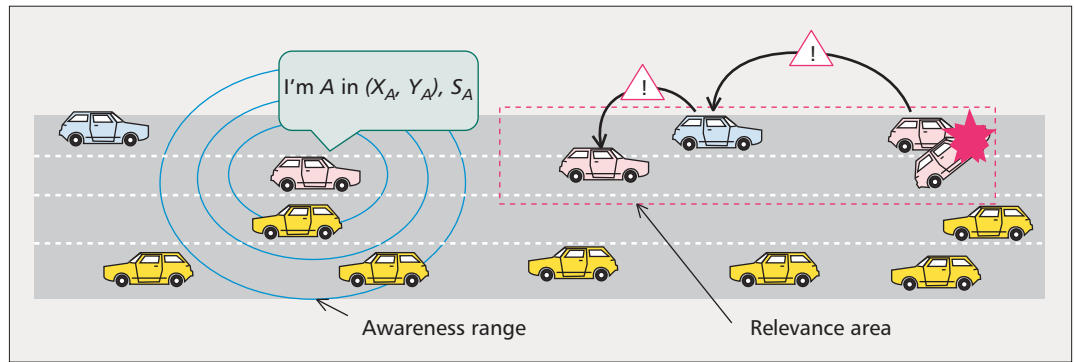 I'm A in (X_A, Y_A), S_A
!
!
Awareness range
Relevance area